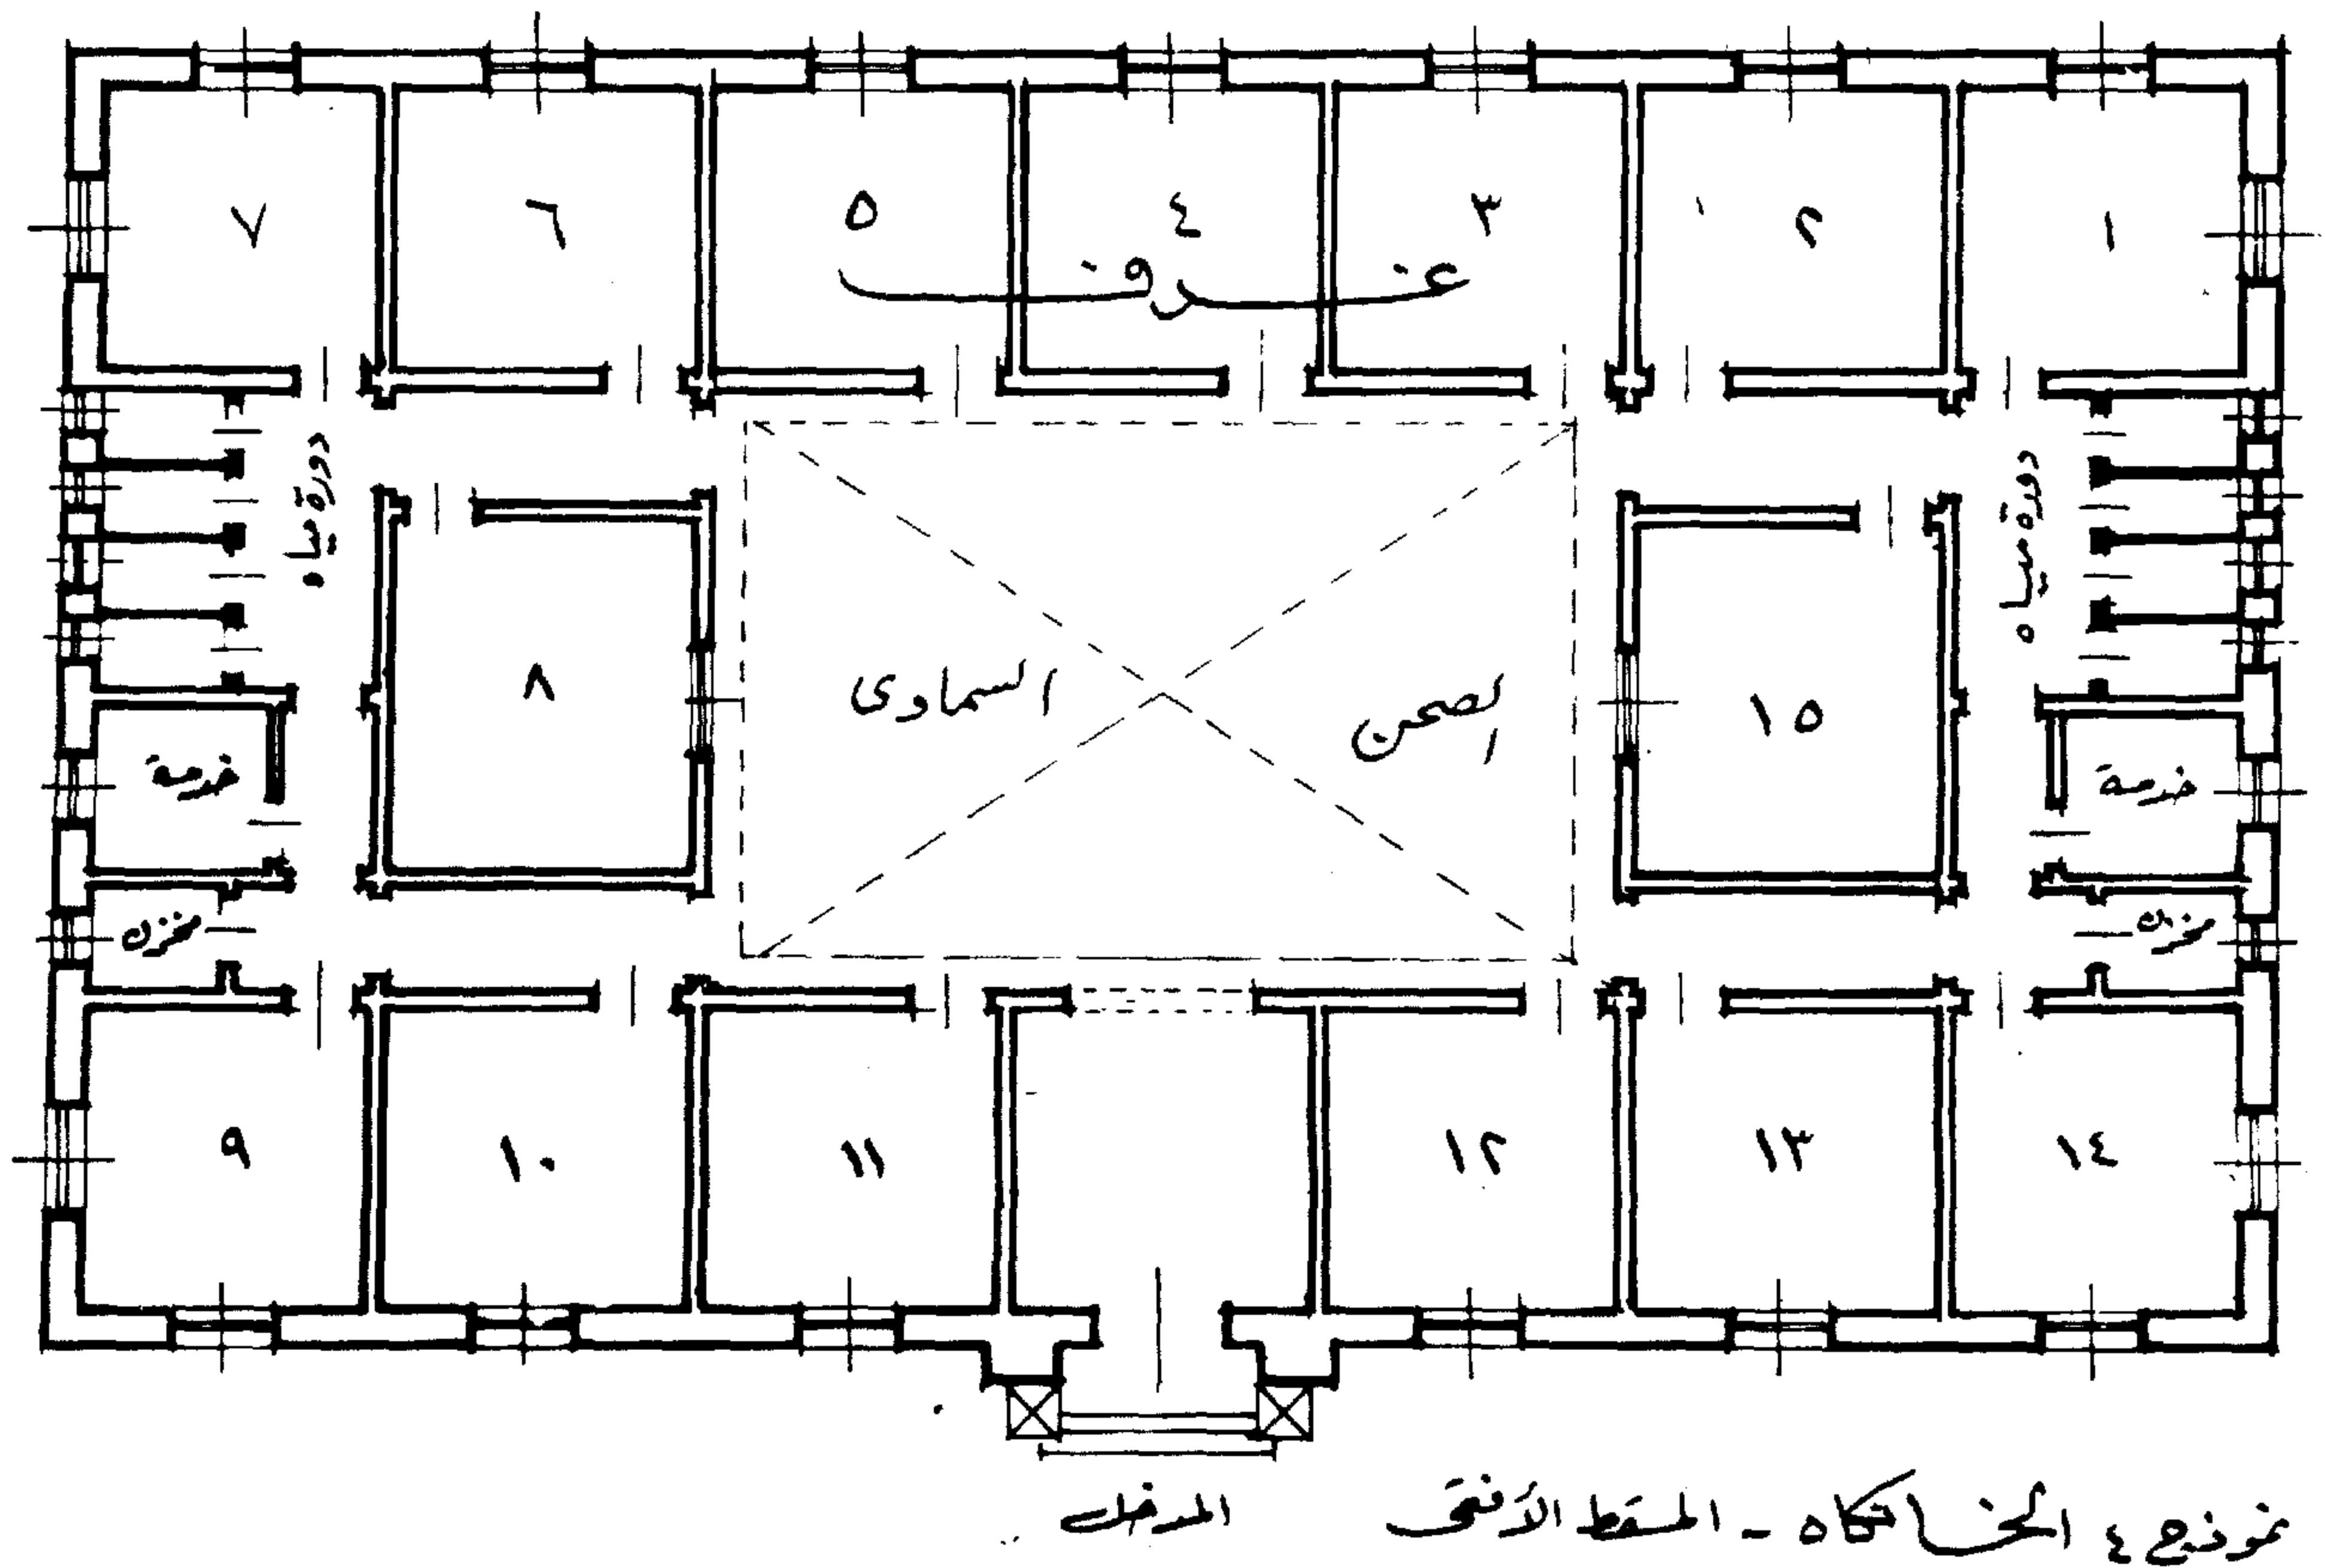 ١ ٢ ٣ ٤ ٥ ٦ ٧
غرف
دورة مياه
دورة مياه
١٥
الصحن السماوى
٨
خدمة
خدمة
مخزن
مخزن
١٤ ١٣ ١٢ ١١ ١٠ ٩
المدخل
نموذج ٤ الخانكاه - المسقط الأفقى